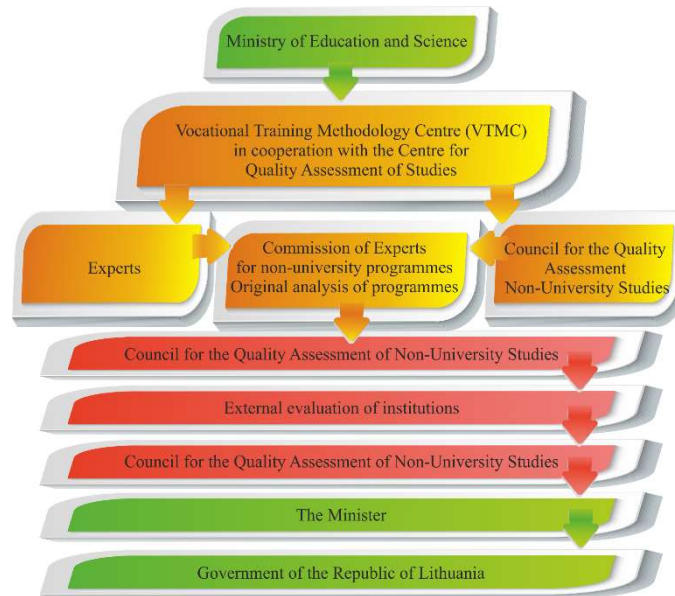 Ministry of Education and Science
Vocational Training Methodology Centre (VTMC)
in cooperation with the Centre for
Quality Assessment of Studies
Experts
Commission of Experts
for non-university programmes
Original analysis of programmes
Council for the Quality
Assessment
Non-University Studies
Council for the Quality Assessment of Non-University Studies
External evaluation of institutions
Council for the Quality Assessment of Non-University Studies
The Minister
Government of the Republic of Lithuania